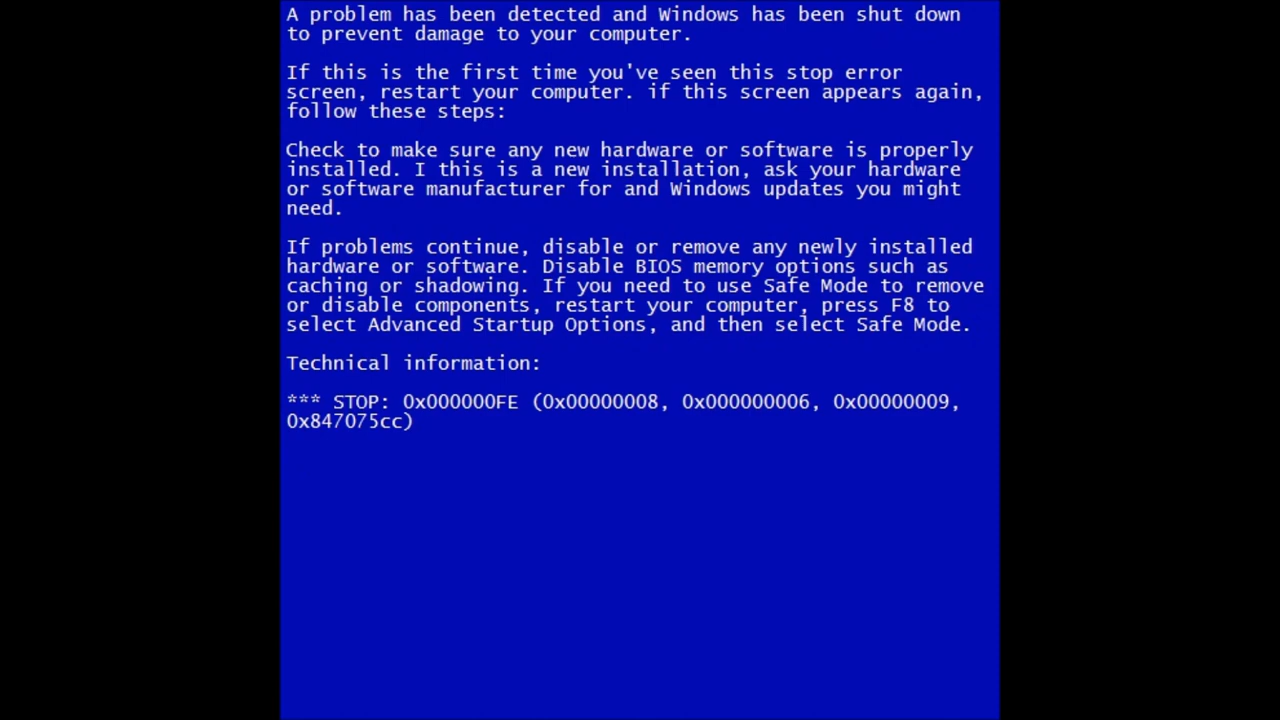 A problem has been detected and Windows has been shut down
to prevent damage to your computer.
If this is the first time you've seen this stop error
screen, restart your computer. if this screen appears again,
follow these steps:
Check to make sure any new hardware or software is properly
installed. I this is a new installation, ask your hardware
or software manufacturer for and Windows updates you might
need.
If problems continue, disable or remove any newly installed
hardware or software. Disable BIOS memory options such as
caching or shadowing. If you need to use Safe Mode to remove
or disable components, restart your computer, press F8 to
select Advanced Startup Options, and then select Safe Mode.
Technical information:
*** STOP: 0x000000FE (0x00000008, 0x000000006, 0x00000009,
0x847075cc)